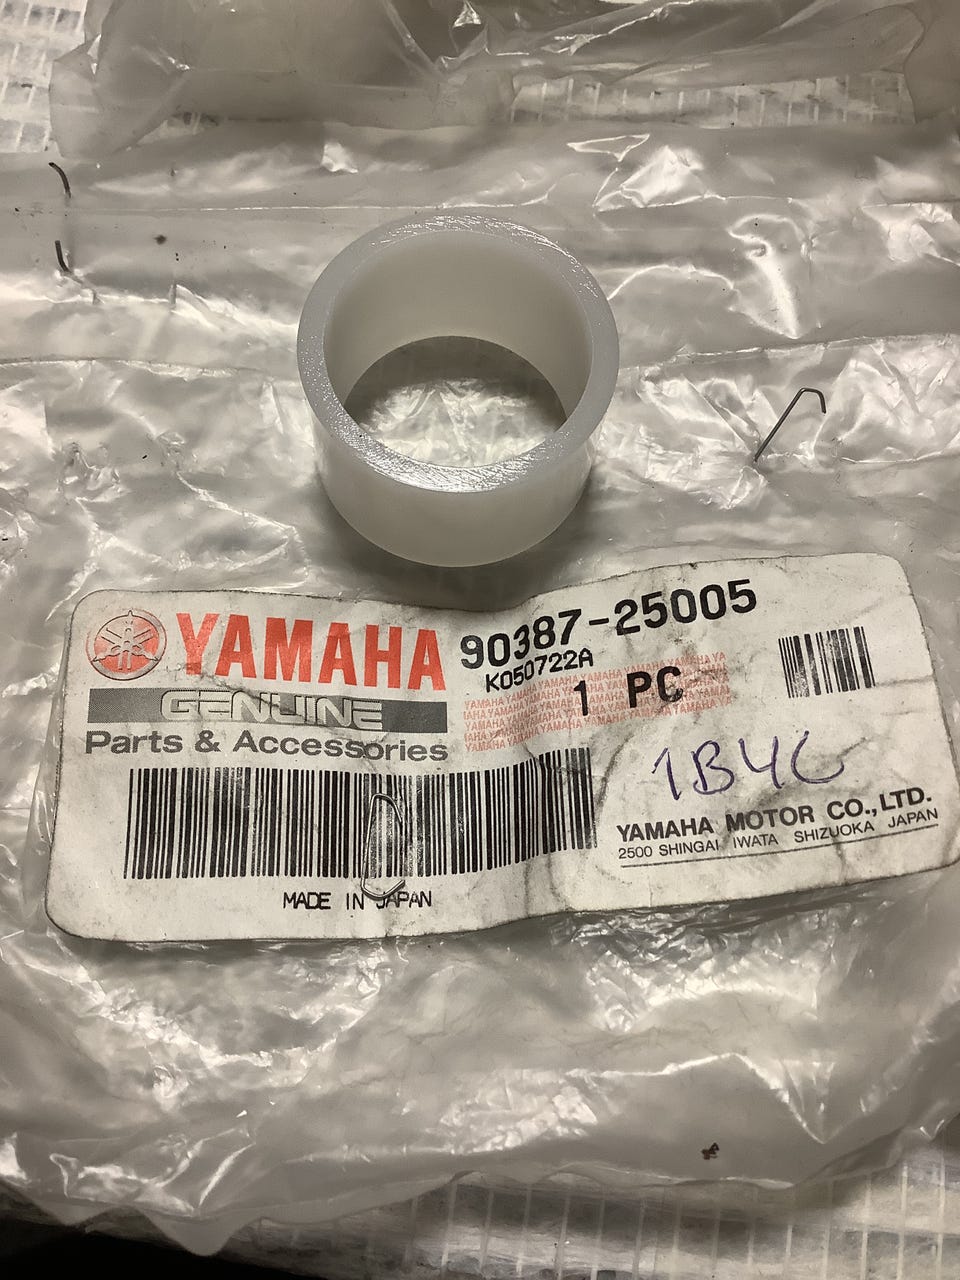 YAMAHA
GENUINE
Parts & Accessories
90387-25005
K050722A
1 PC
1B4C
YAMAHA MOTOR CO.,LTD.
2500 SHINGAI IWATA SHIZUOKA JAPAN
MADE IN JAPAN